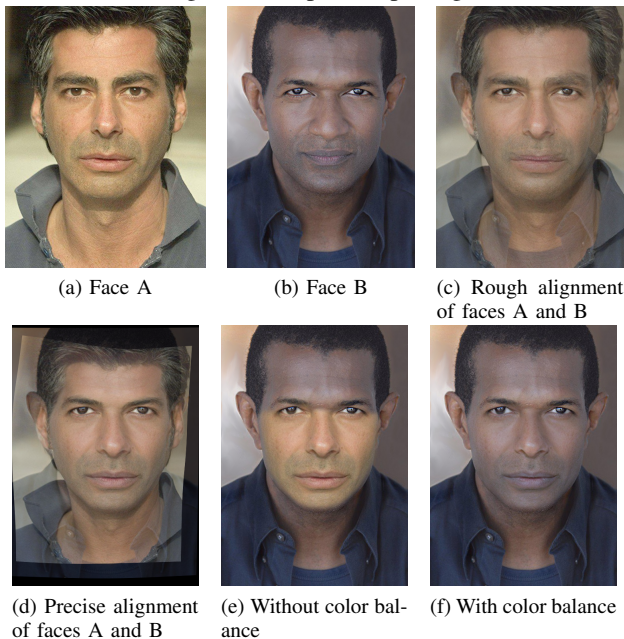 (a) Face A
(b) Face B
(c) Rough alignment
of faces A and B
(d) Precise alignment
of faces A and B
(e) Without color bal-
ance
(f) With color balance